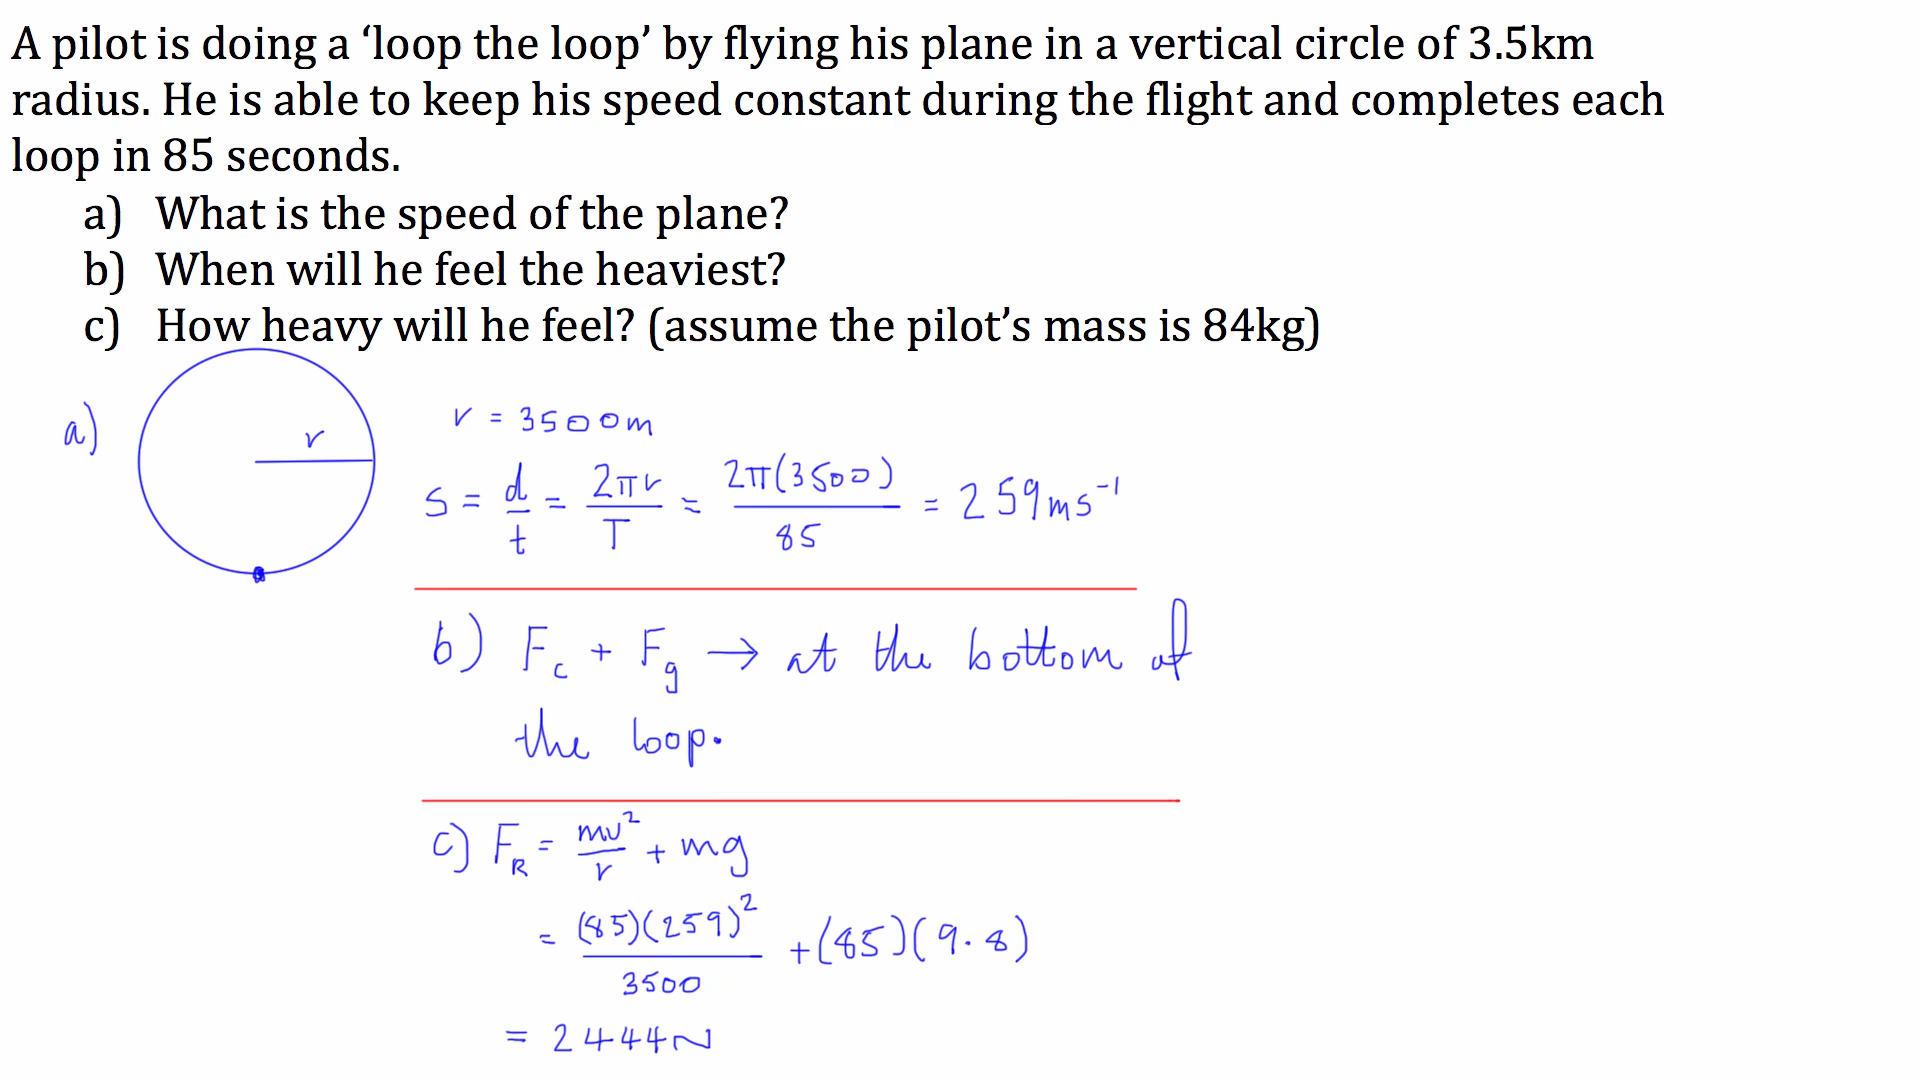 A pilot is doing a ‘loop the loop’ by flying his plane in a vertical circle of 3.5km
radius. He is able to keep his speed constant during the flight and completes each
loop in 85 seconds.
a) What is the speed of the plane?
b) When will he feel the heaviest?
c) How heavy will he feel? (assume the pilot’s mass is 84kg)
a)
r
r = 3500m
s = d/t = 2πr/T = 2π(3500)/85 = 259ms⁻¹
b) F_c + F_g → at the bottom of
the loop.
c) F_R = mv²/r + mg
= (85)(259)²/3500 + (85)(9.8)
= 2444N